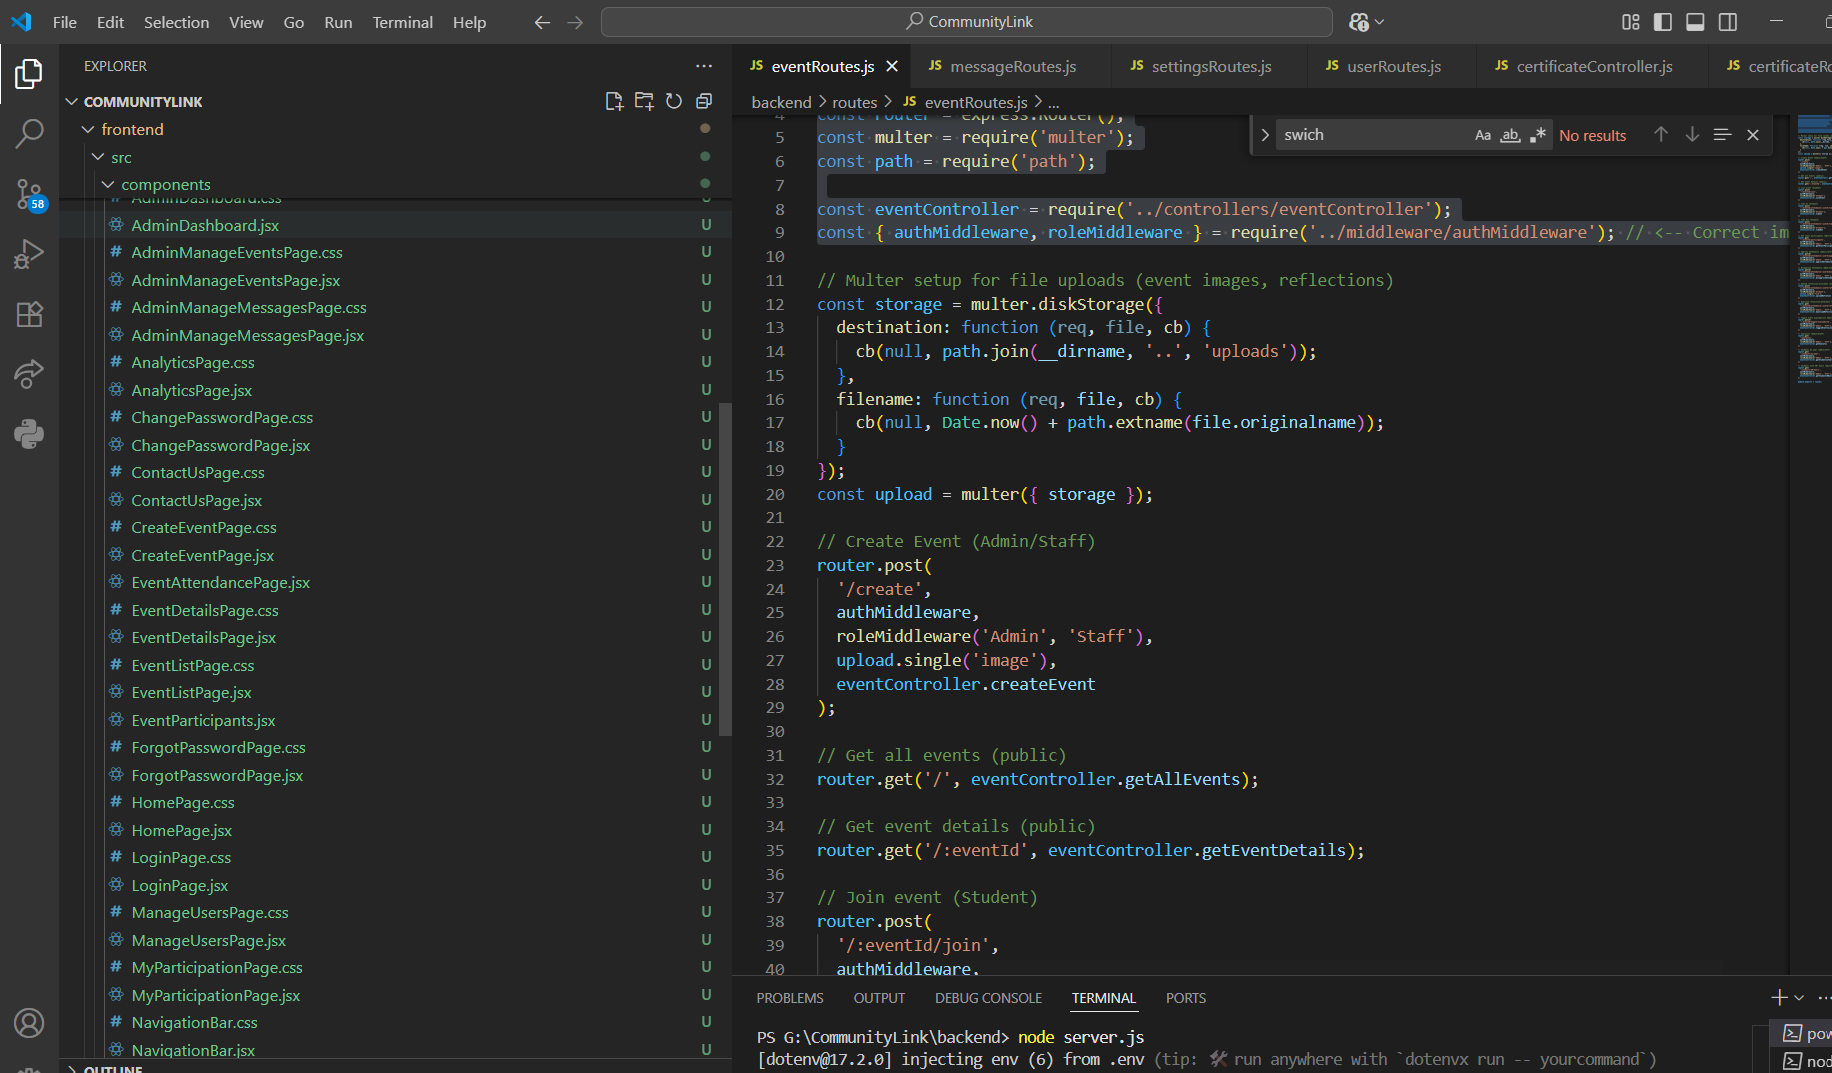 File Edit Selection View Go Run Terminal Help
CommunityLink
EXPLORER
COMMUNITYLINK
frontend
src
components
AdminDashboard.css
AdminDashboard.jsx U
AdminManageEventsPage.css U
AdminManageEventsPage.jsx U
AdminManageMessagesPage.css U
AdminManageMessagesPage.jsx U
AnalyticsPage.css U
AnalyticsPage.jsx U
ChangePasswordPage.css U
ChangePasswordPage.jsx U
ContactUsPage.css U
ContactUsPage.jsx U
CreateEventPage.css U
CreateEventPage.jsx U
EventAttendancePage.jsx U
EventDetailsPage.css U
EventDetailsPage.jsx U
EventListPage.css U
EventListPage.jsx U
EventParticipants.jsx U
ForgotPasswordPage.css U
ForgotPasswordPage.jsx U
HomePage.css U
HomePage.jsx U
LoginPage.css U
LoginPage.jsx U
ManageUsersPage.css U
ManageUsersPage.jsx U
MyParticipationPage.css U
MyParticipationPage.jsx U
NavigationBar.css U
NavigationBar.jsx U
OUTLINE
58
JS eventRoutes.js JS messageRoutes.js JS settingsRoutes.js JS userRoutes.js JS certificateController.js JS
backend > routes > JS eventRoutes.js > ...
swich Aa ab .* No results
4 const router = express.Router();
5 const multer = require('multer');
6 const path = require('path');
7
8 const eventController = require('../controllers/eventController');
9 const { authMiddleware, roleMiddleware } = require('../middleware/authMiddleware'); // <-- Correct im
10
11 // Multer setup for file uploads (event images, reflections)
12 const storage = multer.diskStorage({
13 destination: function (req, file, cb) {
14 cb(null, path.join(__dirname, '..', 'uploads'));
15 },
16 filename: function (req, file, cb) {
17 cb(null, Date.now() + path.extname(file.originalname));
18 }
19 });
20 const upload = multer({ storage });
21
22 // Create Event (Admin/Staff)
23 router.post(
24 '/create',
25 authMiddleware,
26 roleMiddleware('Admin', 'Staff'),
27 upload.single('image'),
28 eventController.createEvent
29 );
30
31 // Get all events (public)
32 router.get('/', eventController.getAllEvents);
33
34 // Get event details (public)
35 router.get('/:eventId', eventController.getEventDetails);
36
37 // Join event (Student)
38 router.post(
39 '/:eventId/join',
40 authMiddleware,
PROBLEMS OUTPUT DEBUG CONSOLE TERMINAL PORTS
PS G:\CommunityLink\backend> node server.js
[dotenv@17.2.0] injecting env (6) from .env (tip: 🛠️ run anywhere with `dotenvx run -- yourcommand`)
pow
nod